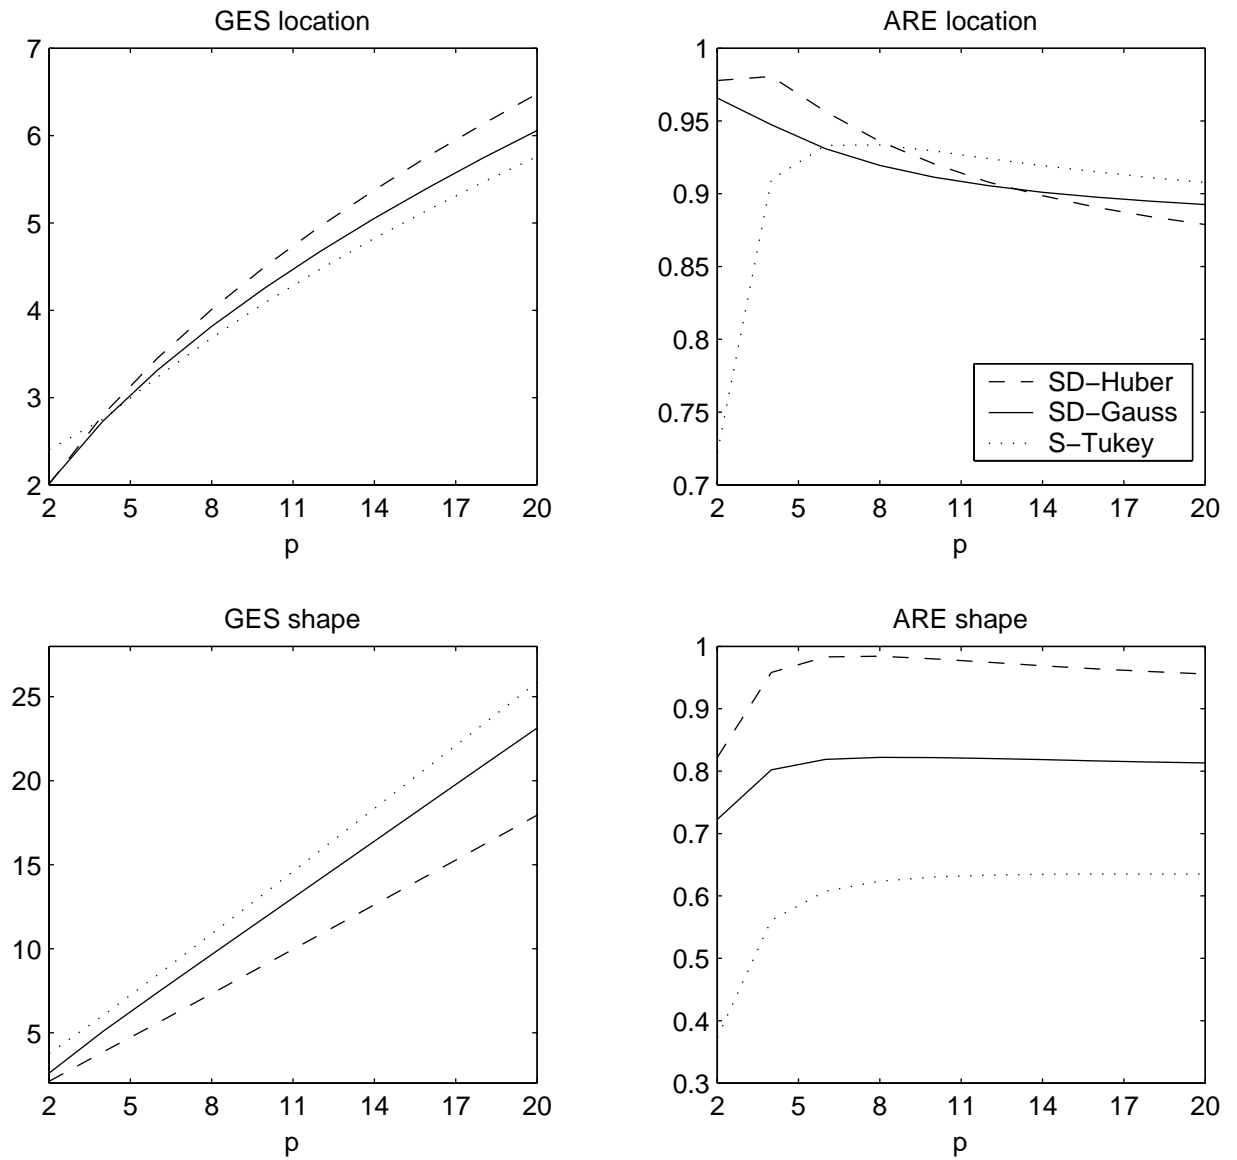 GES location
7
6
5
4
3
2
2 5 8 11 14 17 20
p
ARE location
1
0.95
0.9
0.85
0.8
0.75
0.7
2 5 8 11 14 17 20
p
SD−Huber
SD−Gauss
S−Tukey
GES shape
25
20
15
10
5
2 5 8 11 14 17 20
p
ARE shape
1
0.9
0.8
0.7
0.6
0.5
0.4
0.3
2 5 8 11 14 17 20
p